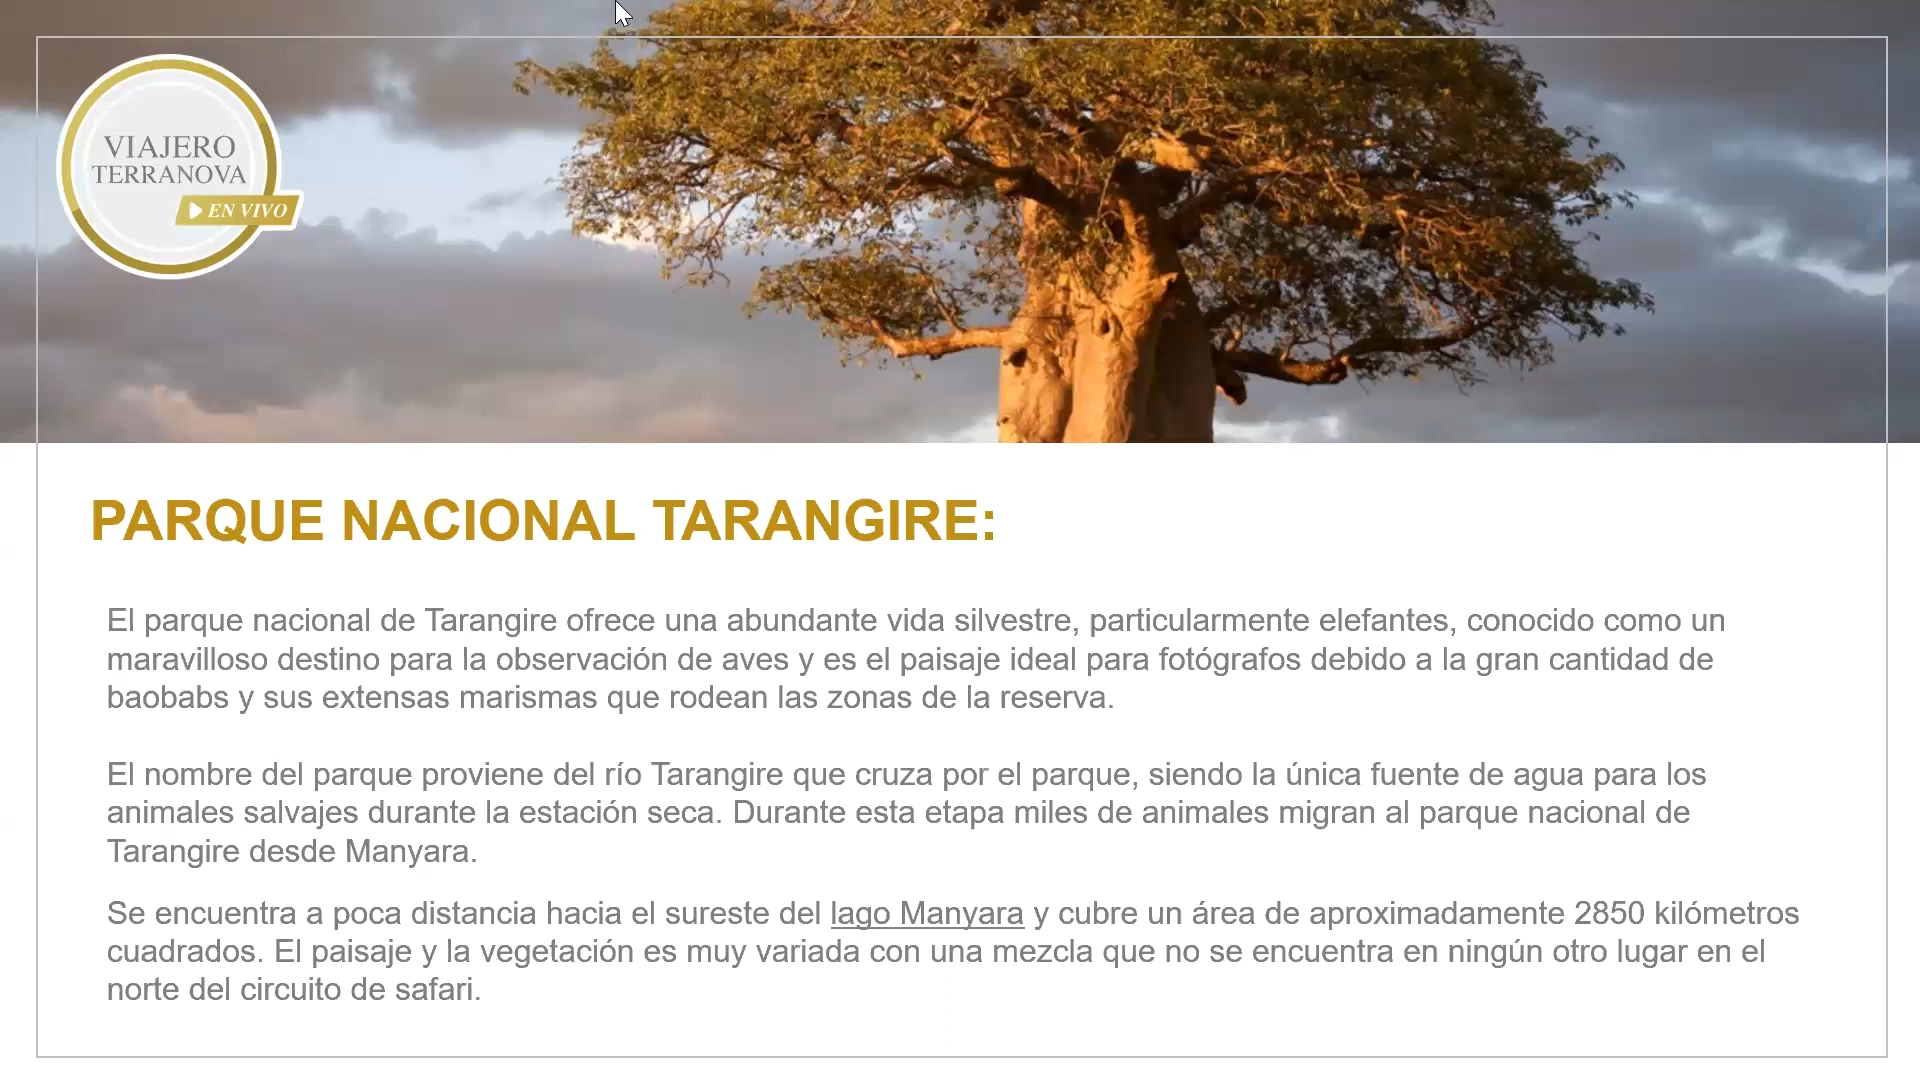 VIAJERO
TERRANOVA
EN VIVO
PARQUE NACIONAL TARANGIRE:
El parque nacional de Tarangire ofrece una abundante vida silvestre, particularmente elefantes, conocido como un
maravilloso destino para la observación de aves y es el paisaje ideal para fotógrafos debido a la gran cantidad de
baobabs y sus extensas marismas que rodean las zonas de la reserva.
El nombre del parque proviene del río Tarangire que cruza por el parque, siendo la única fuente de agua para los
animales salvajes durante la estación seca. Durante esta etapa miles de animales migran al parque nacional de
Tarangire desde Manyara.
Se encuentra a poca distancia hacia el sureste del lago Manyara y cubre un área de aproximadamente 2850 kilómetros
cuadrados. El paisaje y la vegetación es muy variada con una mezcla que no se encuentra en ningún otro lugar en el
norte del circuito de safari.